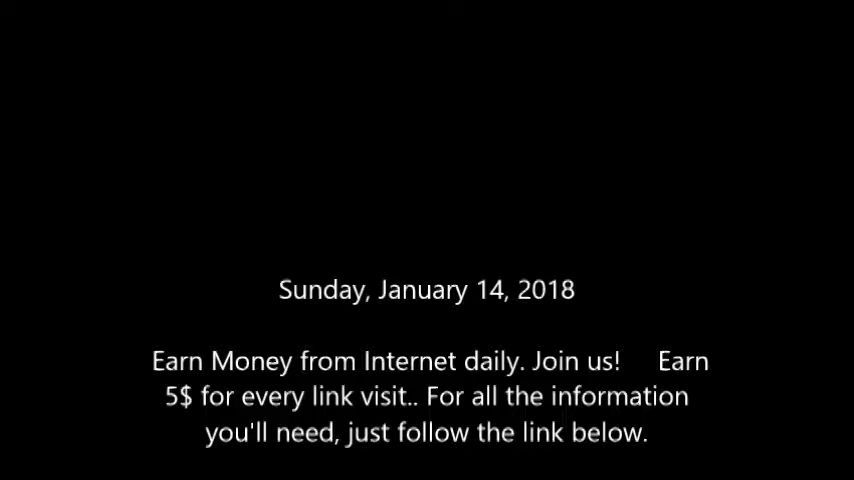 Sunday, January 14, 2018
Earn Money from Internet daily. Join us!     Earn
5$ for every link visit.. For all the information
you'll need, just follow the link below.